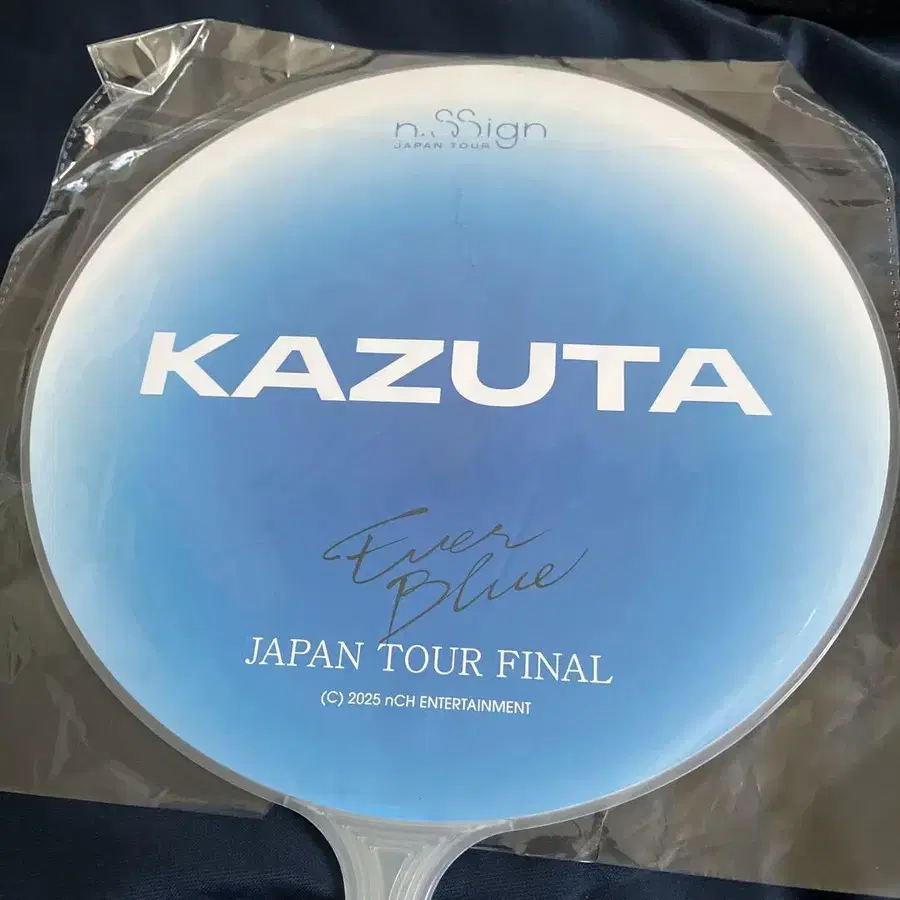 n.SSign
JAPAN TOUR
KAZUTA
Ever
Blue
JAPAN TOUR FINAL
(C) 2025 nCH ENTERTAINMENT